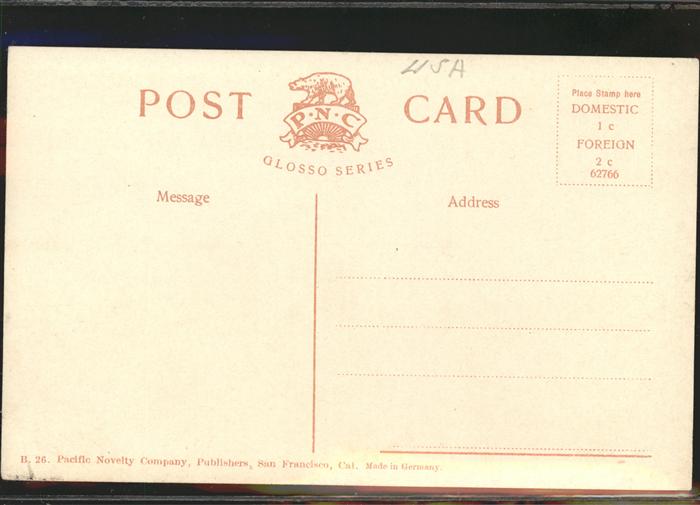 USA
POST CARD
P·N·C
GLOSSO SERIES
Place Stamp here
DOMESTIC
1 c
FOREIGN
2 c
62766
Message
Address
B. 26. Pacific Novelty Company, Publishers, San Francisco, Cal. Made in Germany.